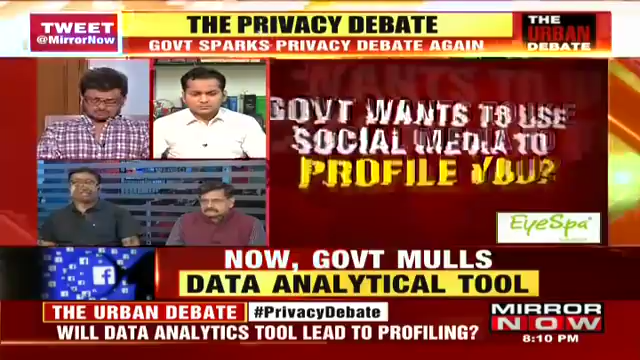 TWEET
@MirrorNow
THE PRIVACY DEBATE
GOVT SPARKS PRIVACY DEBATE AGAIN
THE
URBAN
DEBATE
GOVT WANTS TO USE
SOCIAL MEDIA TO
PROFILE YOU?
EyeSpa
NOW, GOVT MULLS
DATA ANALYTICAL TOOL
THE URBAN DEBATE
#PrivacyDebate
WILL DATA ANALYTICS TOOL LEAD TO PROFILING?
MIRROR
NOW
8:10 PM